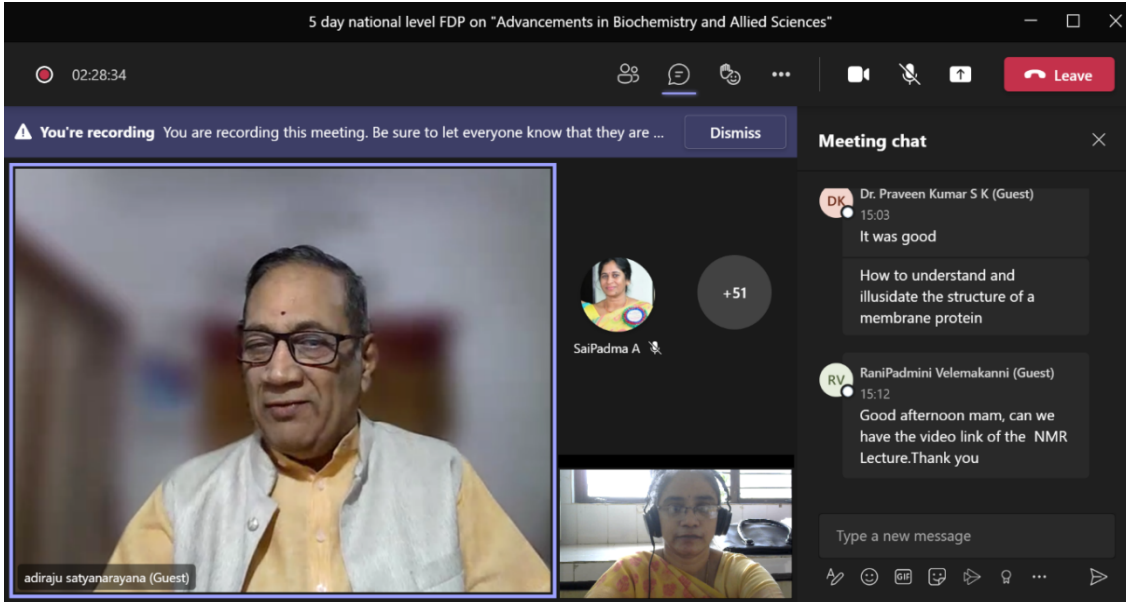 5 day national level FDP on "Advancements in Biochemistry and Allied Sciences"
02:28:34
Leave
You're recording You are recording this meeting. Be sure to let everyone know that they are ...
Dismiss
Meeting chat
adiraju satyanarayana (Guest)
SaiPadma A
+51
DK
Dr. Praveen Kumar S K (Guest)
15:03
It was good
How to understand and
illusidate the structure of a
membrane protein
RV
RaniPadmini Velemakanni (Guest)
15:12
Good afternoon mam, can we
have the video link of the NMR
Lecture.Thank you
Type a new message
GIF